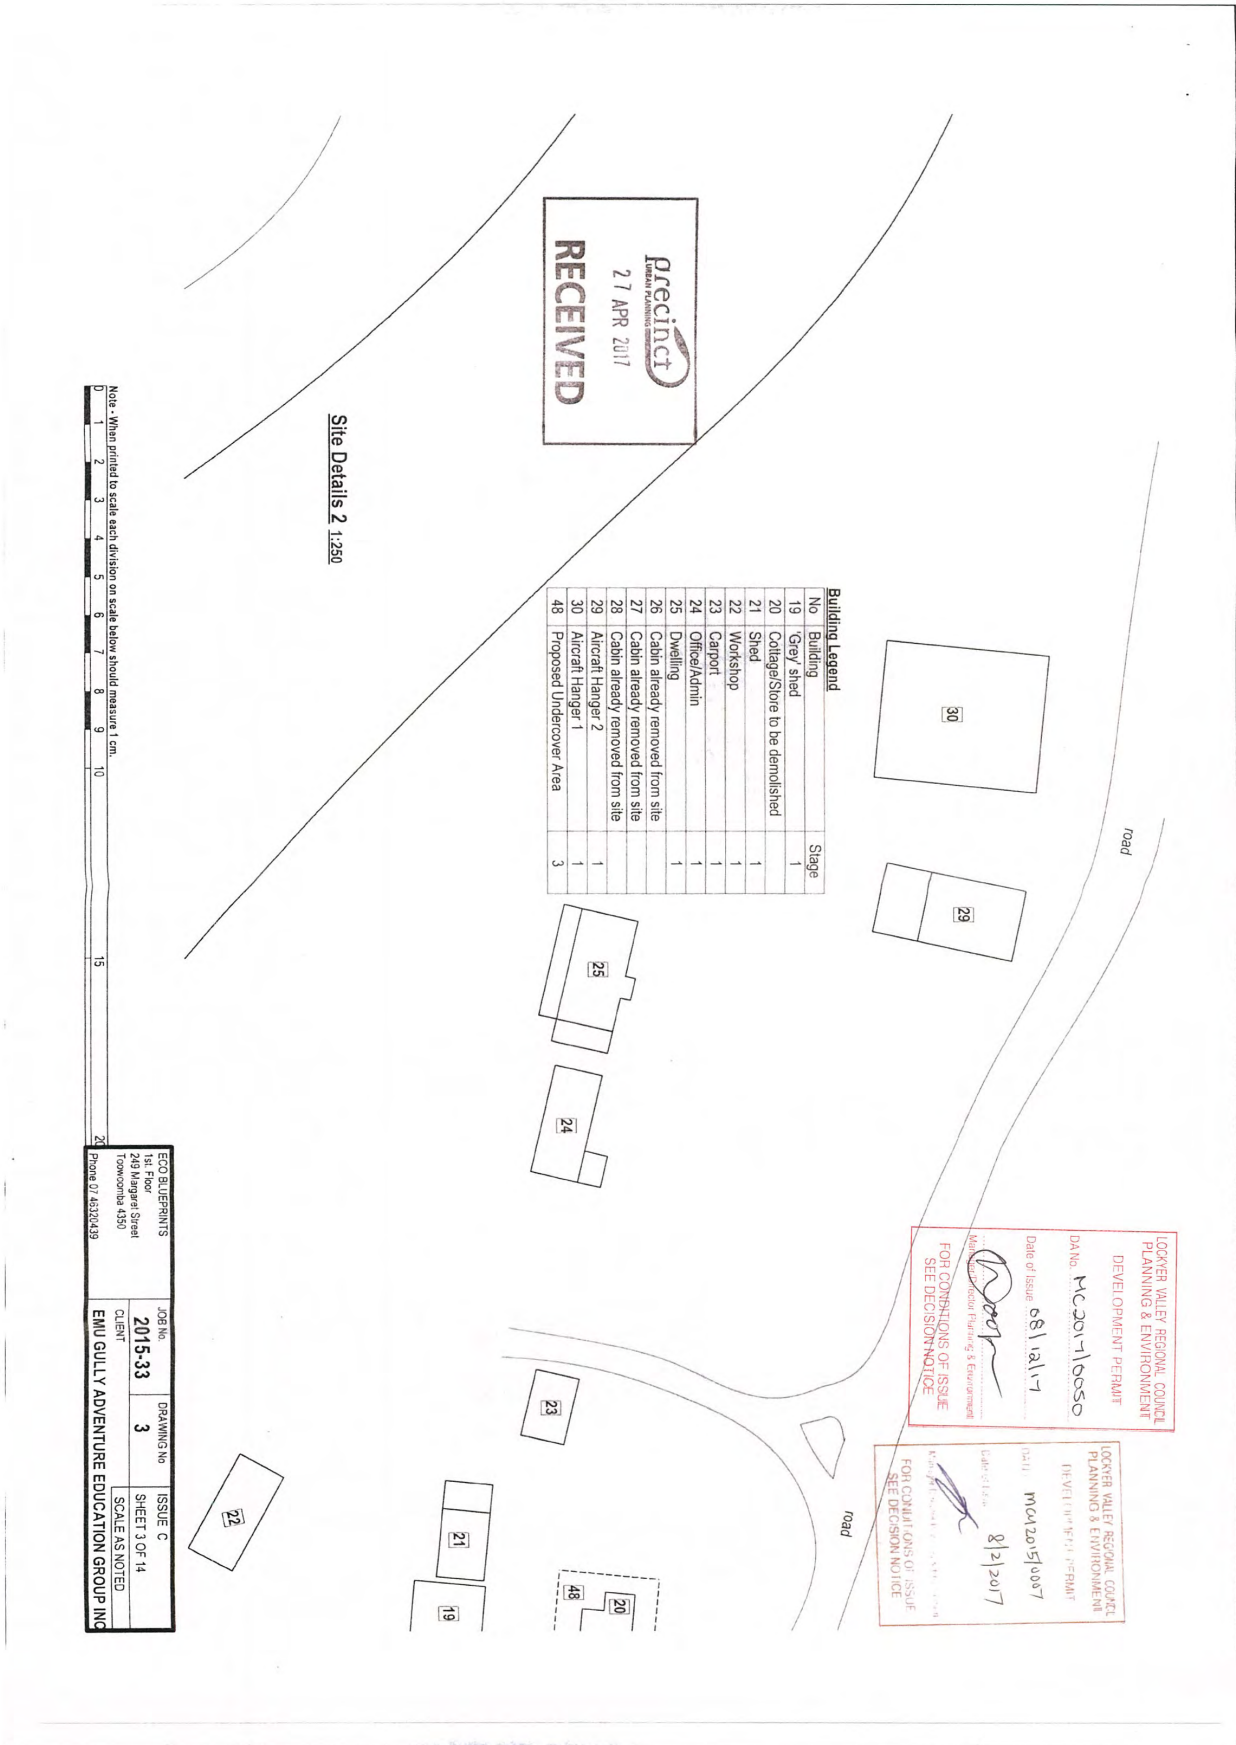 LOCKYER VALLEY REGIONAL COUNCIL
PLANNING & ENVIRONMENT
DEVELOPMENT PERMIT
DA No. MC2017/0050
Date of Issue 08/12/17
Manager/Director Planning & Environment
FOR CONDITIONS OF ISSUE
SEE DECISION NOTICE
LOCKYER VALLEY REGIONAL COUNCIL
PLANNING & ENVIRONMENT
DEVELOPMENT PERMIT
MCU2015/0007
Date of Issue 8/2/2017
FOR CONDITIONS OF ISSUE
SEE DECISION NOTICE
road
road
30
29
precinct
URBAN PLANNING
27 APR 2017
RECEIVED
Building Legend
No Building Stage
19 'Grey' shed 1
20 Cottage/Store to be demolished
21 Shed 1
22 Workshop 1
23 Carport 1
24 Office/Admin 1
25 Dwelling 1
26 Cabin already removed from site
27 Cabin already removed from site
28 Cabin already removed from site
29 Aircraft Hanger 2 1
30 Aircraft Hanger 1 1
48 Proposed Undercover Area 3
25
24
23
20
48
21
19
22
Site Details 2 1:250
Note - When printed to scale each division on scale below should measure 1 cm.
0 1 2 3 4 5 6 7 8 9 10 15 20
ECO BLUEPRINTS
1st. Floor
249 Margaret Street
Toowoomba 4350
Phone 07 46320439
JOB No.
2015-33
DRAWING No
3
ISSUE C
SHEET 3 OF 14
CLIENT
SCALE AS NOTED
EMU GULLY ADVENTURE EDUCATION GROUP INC